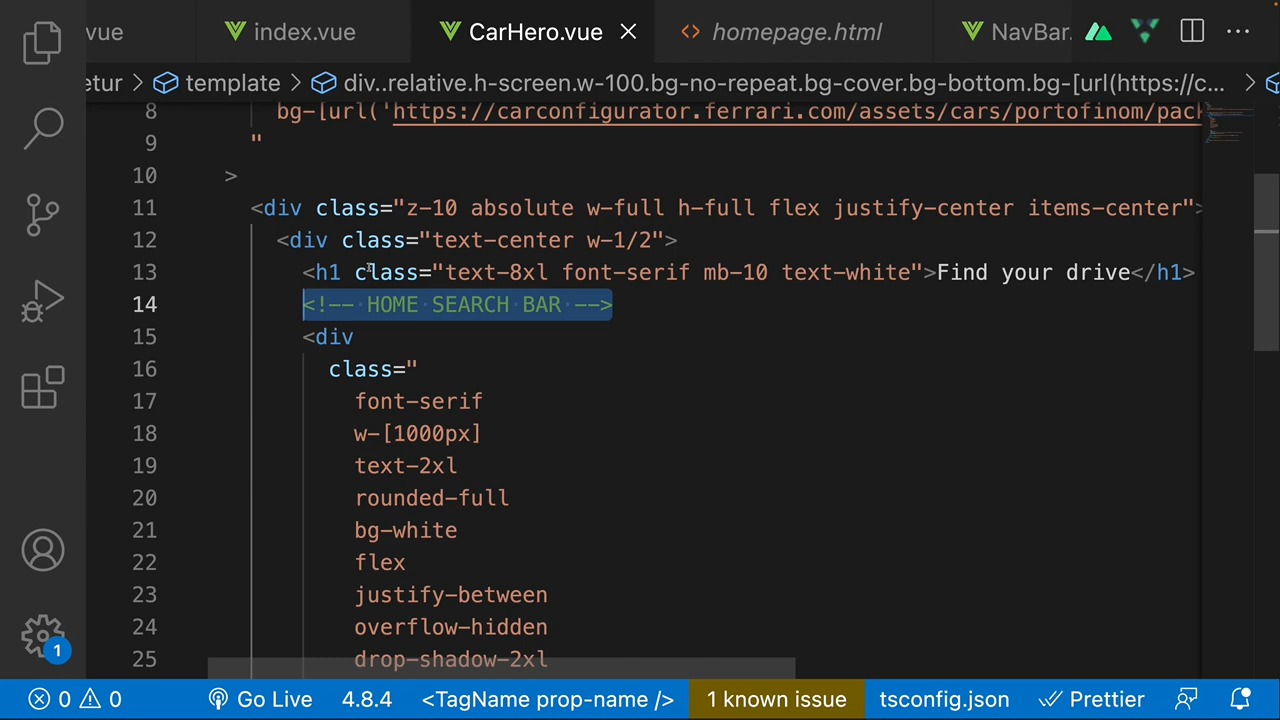 vue
index.vue
CarHero.vue
homepage.html
NavBar.
etur > template > div..relative.h-screen.w-100.bg-no-repeat.bg-cover.bg-bottom.bg-[url(https://c... >
8 bg-[url('https://carconfigurator.ferrari.com/assets/cars/portofinom/pack
9 "
10 >
11 <div class="z-10 absolute w-full h-full flex justify-center items-center">
12 <div class="text-center w-1/2">
13 <h1 class="text-8xl font-serif mb-10 text-white">Find your drive</h1>
14 <!-- HOME SEARCH BAR -->
15 <div
16 class="
17 font-serif
18 w-[1000px]
19 text-2xl
20 rounded-full
21 bg-white
22 flex
23 justify-between
24 overflow-hidden
25 drop-shadow-2xl
1
0 0 Go Live 4.8.4 <TagName prop-name /> 1 known issue tsconfig.json Prettier